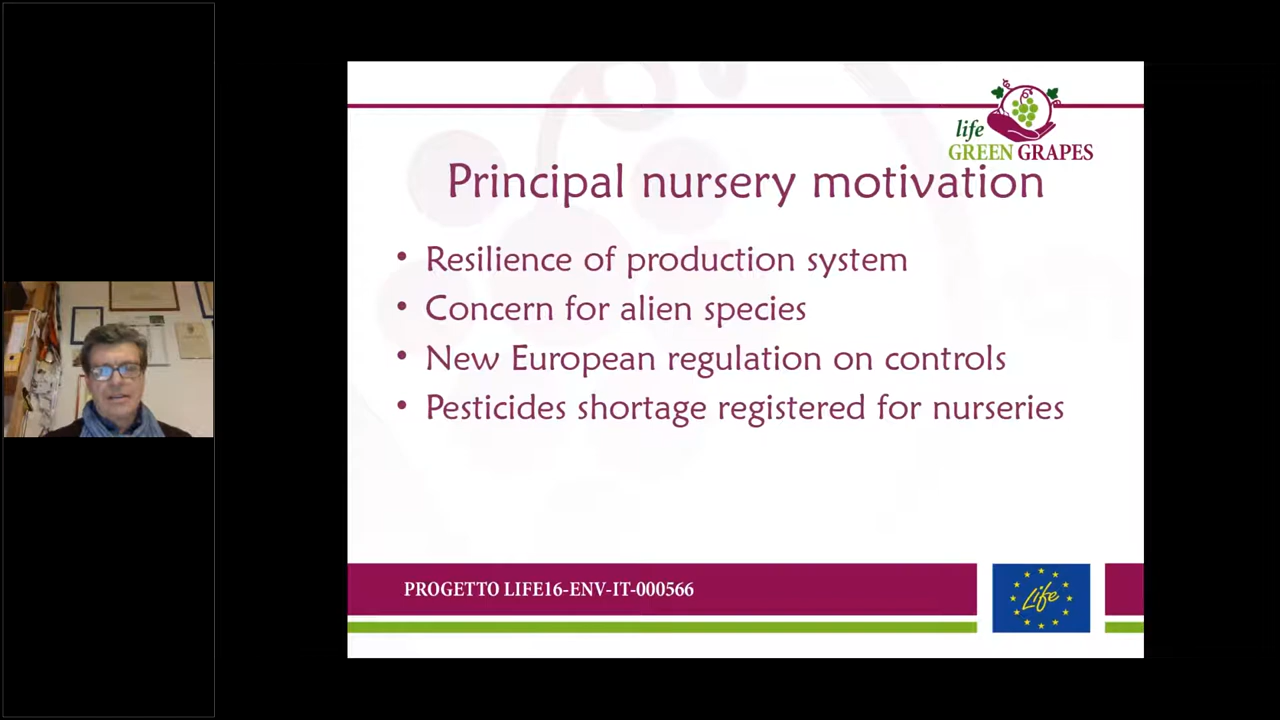 life
GREEN GRAPES
Principal nursery motivation
• Resilience of production system
• Concern for alien species
• New European regulation on controls
• Pesticides shortage registered for nurseries
PROGETTO LIFE16-ENV-IT-000566
Life